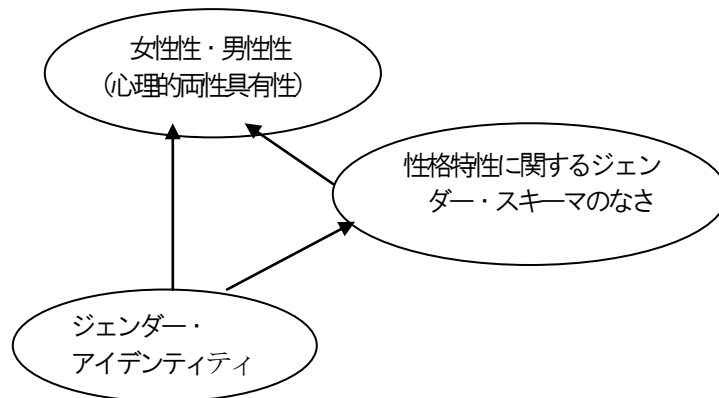 女性性・男性性
(心理的両性具有性)
性格特性に関するジェン
ダー・スキーマのなさ
ジェンダー・
アイデンティティ